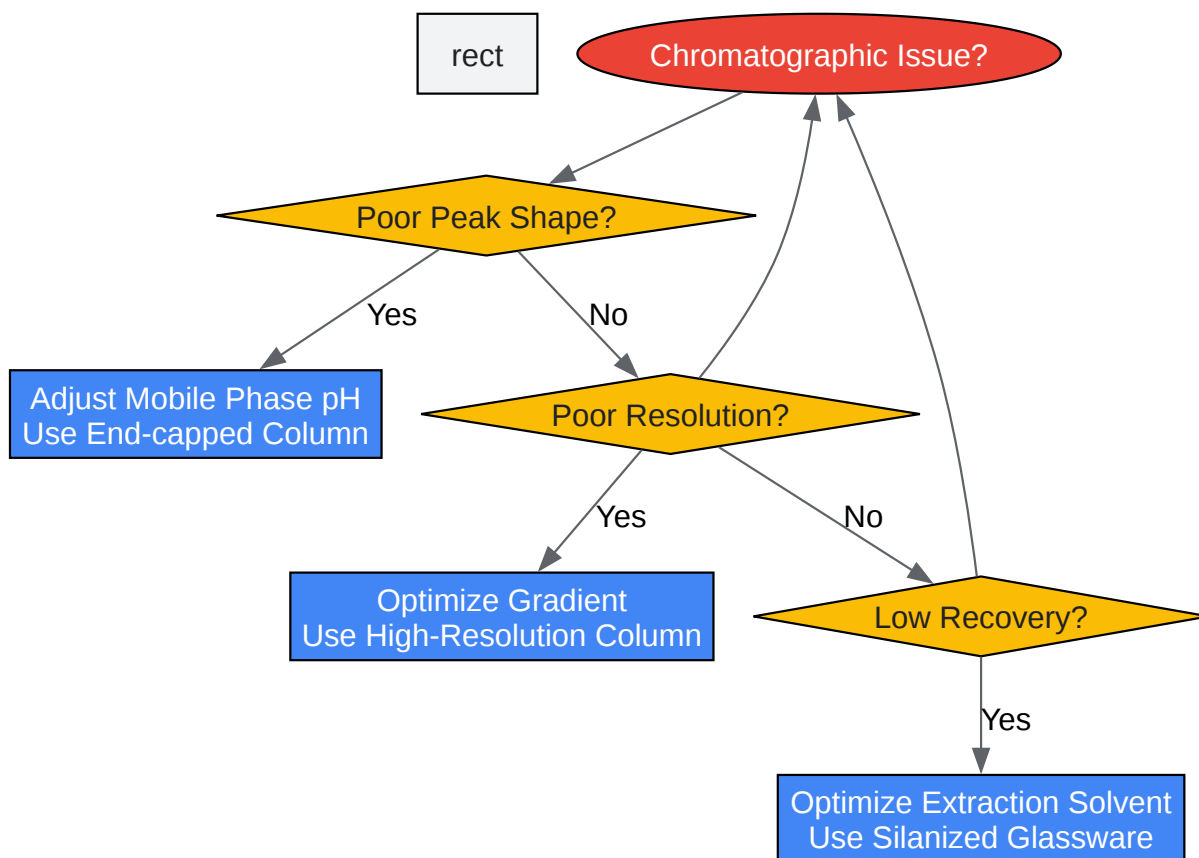 rect
Chromatographic Issue?
Poor Peak Shape?
Yes
No
Adjust Mobile Phase pH
Use End-capped Column
Poor Resolution?
Yes
No
Optimize Gradient
Use High-Resolution Column
Low Recovery?
Yes
Optimize Extraction Solvent
Use Silanized Glassware